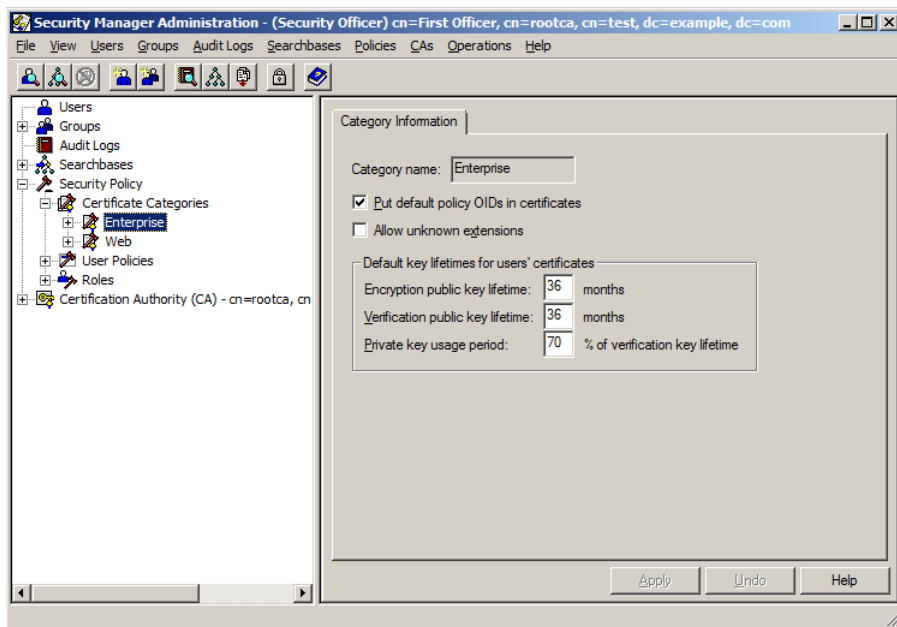 Security Manager Administration - (Security Officer) cn=First Officer, cn=rootca, cn=test, dc=example, dc=com
File View Users Groups Audit Logs Searchbases Policies CAs Operations Help
Users
Groups
Audit Logs
Searchbases
Security Policy
Certificate Categories
Enterprise
Web
User Policies
Roles
Certification Authority (CA) - cn=rootca, cn
Category Information
Category name: Enterprise
Put default policy OIDs in certificates
Allow unknown extensions
Default key lifetimes for users' certificates
Encryption public key lifetime: 36 months
Verification public key lifetime: 36 months
Private key usage period: 70 % of verification key lifetime
Apply Undo Help